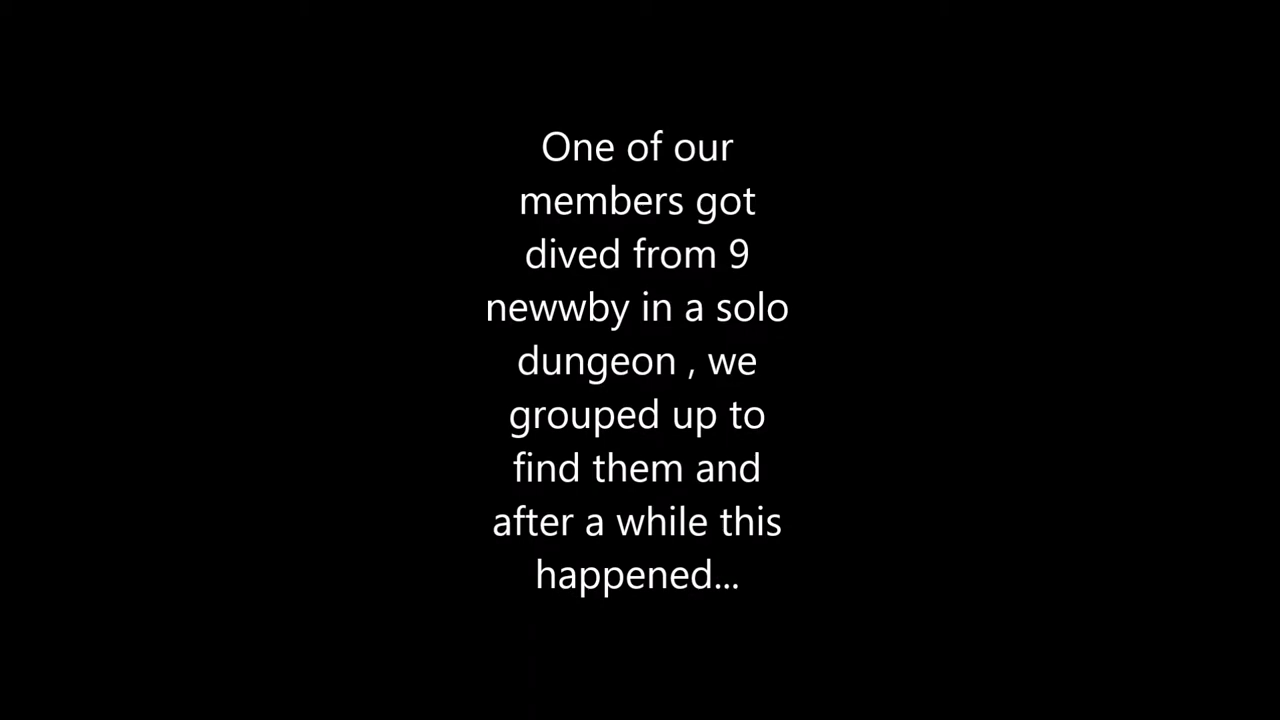 One of our
members got
dived from 9
newwby in a solo
dungeon , we
grouped up to
find them and
after a while this
happened...